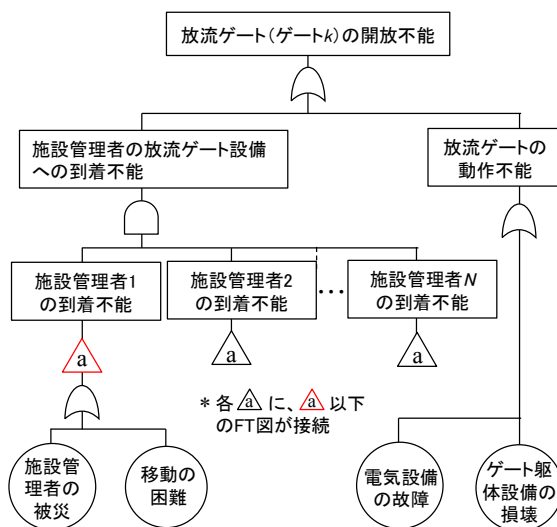 放流ゲート(ゲートk)の開放不能
施設管理者の放流ゲート設備
への到着不能
放流ゲートの
動作不能
施設管理者1
の到着不能
施設管理者2
の到着不能
…
施設管理者N
の到着不能
a
a
a
＊各 a に、a 以下
のFT図が接続
施設管
理者の
被災
移動の
困難
電気設備
の故障
ゲート躯
体設備の
損壊